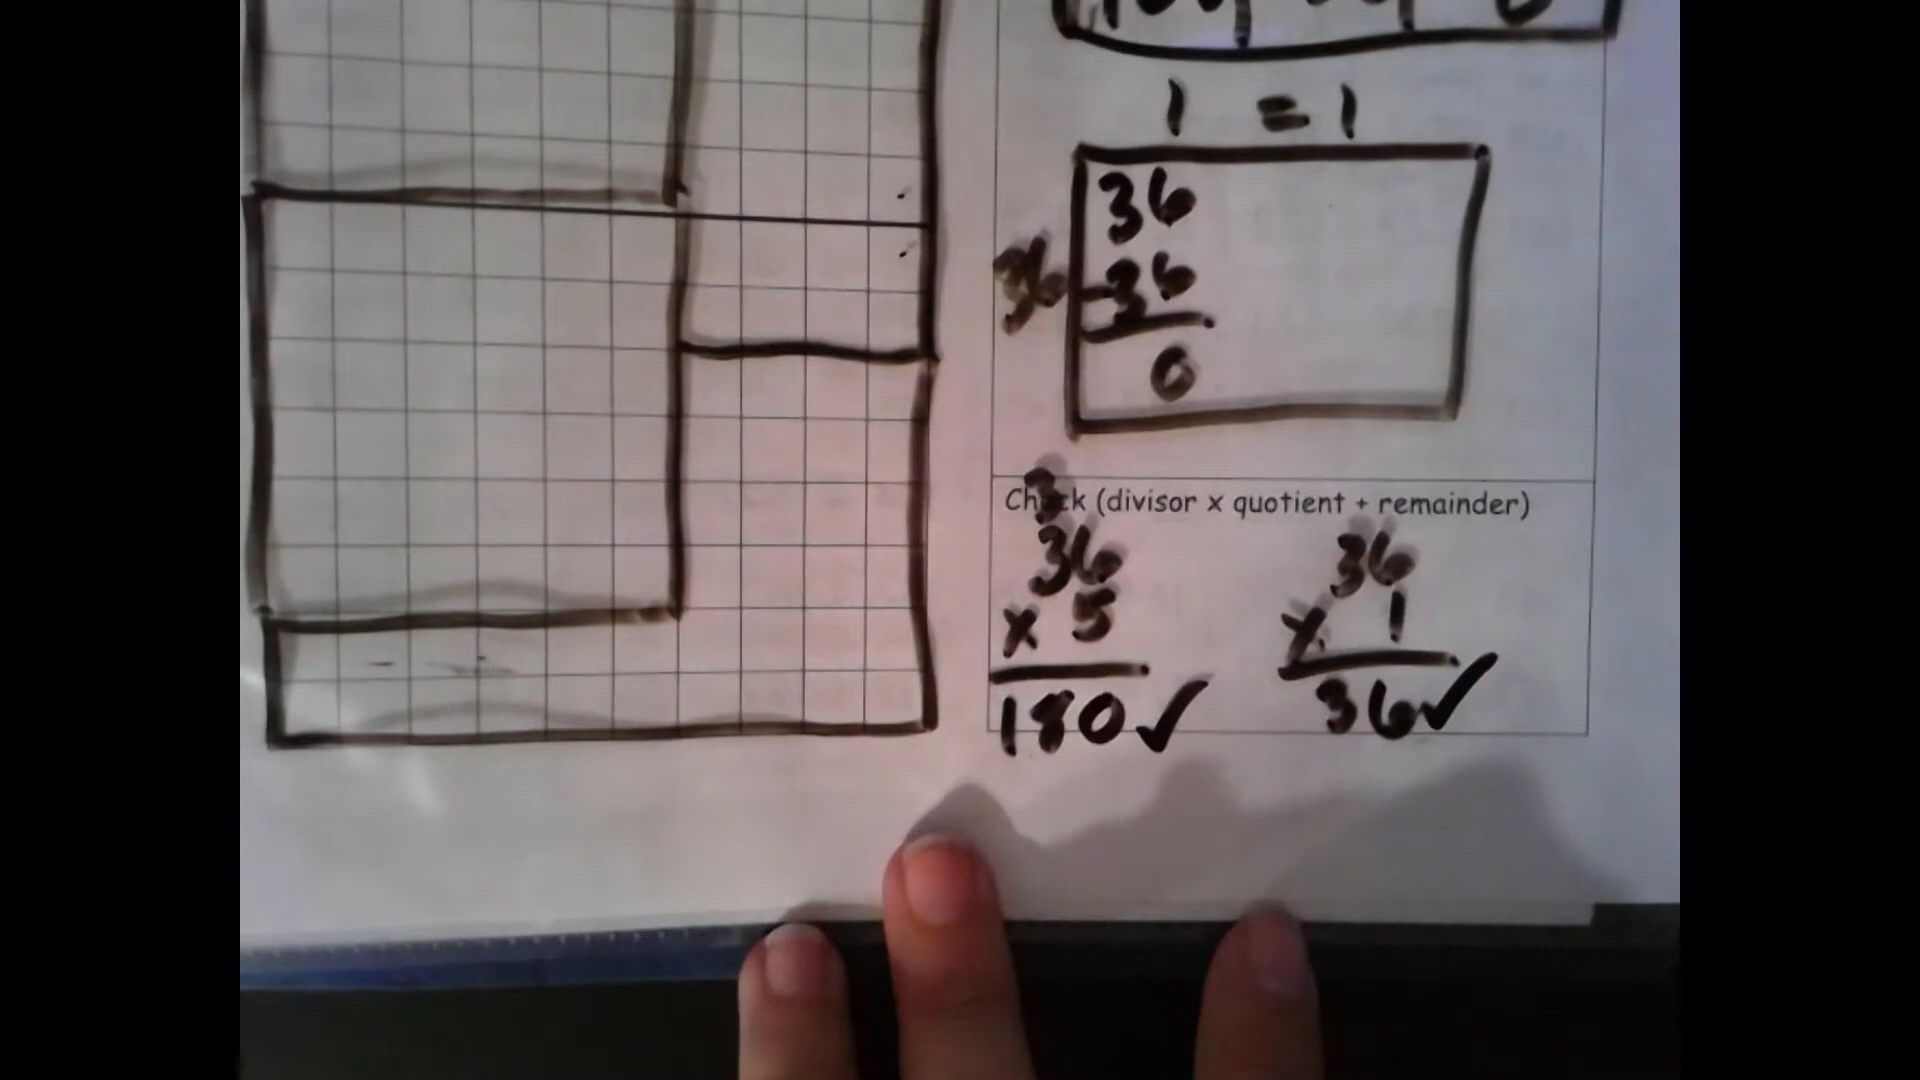 1 = 1
36
36
-36
0
Check (divisor x quotient + remainder)
3
36
x 5
180✓
36
x 1
36✓